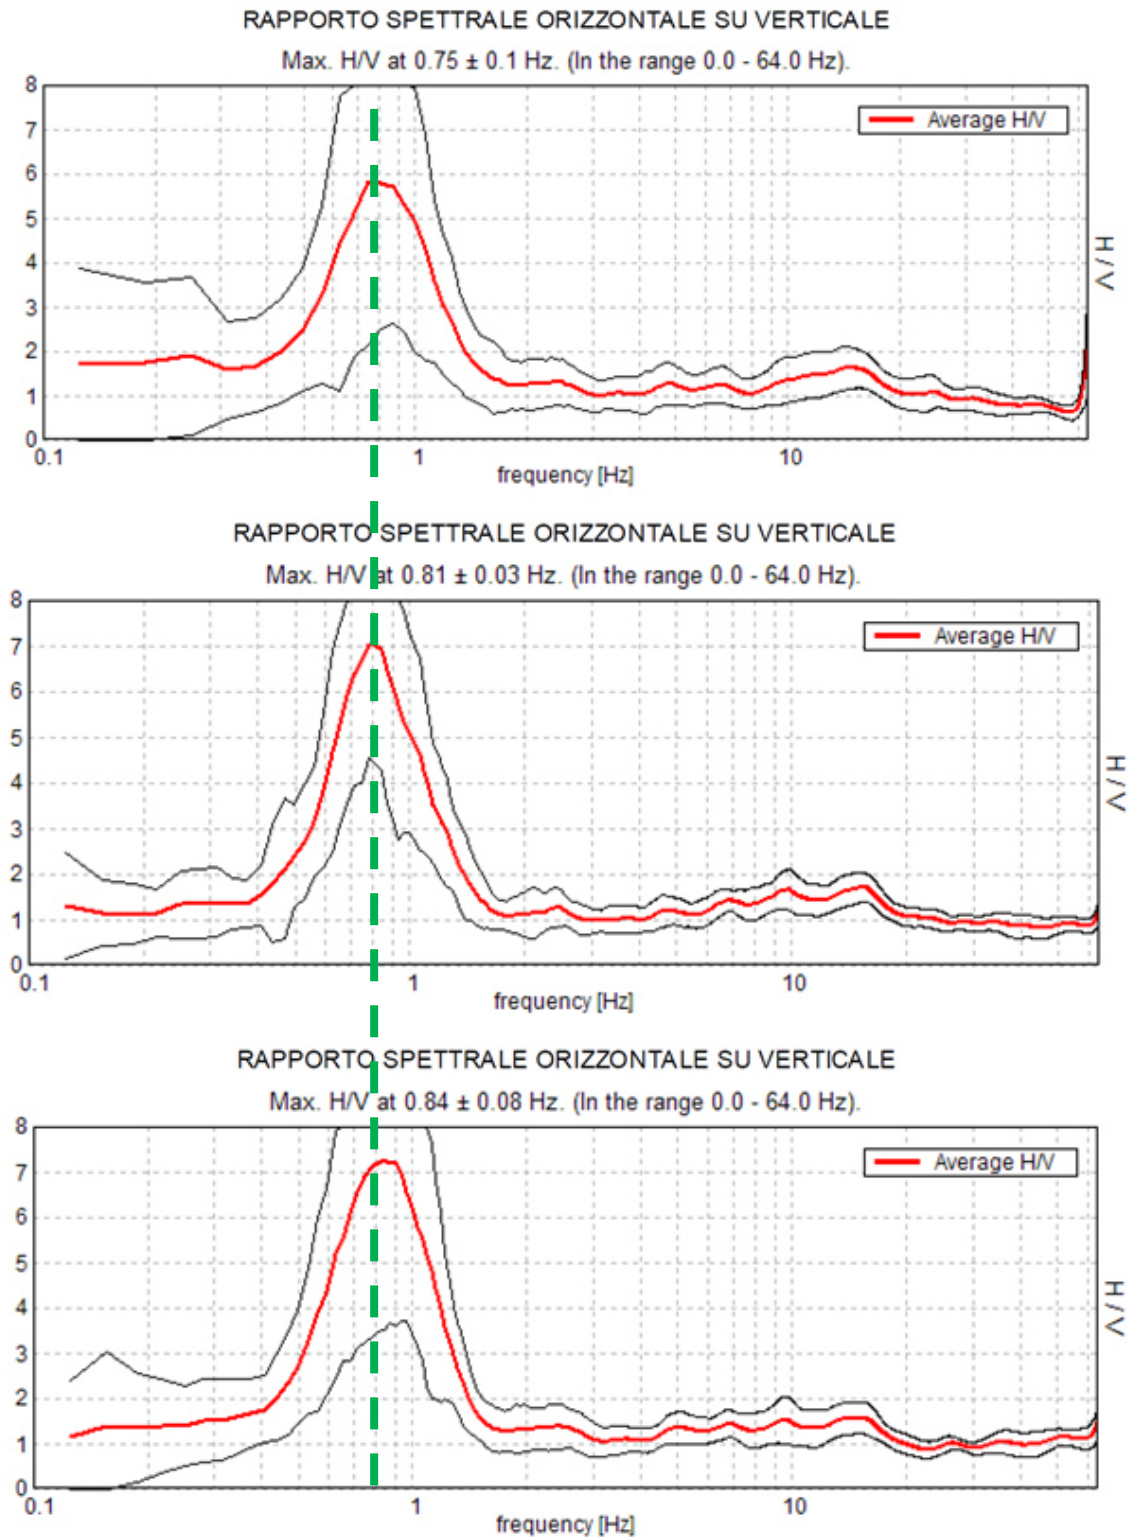 RAPPORTO SPETTRALE ORIZZONTALE SU VERTICALE
Max. H/V at 0.75 ± 0.1 Hz. (In the range 0.0 - 64.0 Hz).
8
7
6
5
4
3
2
1
0
Average H/V
H / V
0.1 1 10
frequency [Hz]
RAPPORTO SPETTRALE ORIZZONTALE SU VERTICALE
Max. H/V at 0.81 ± 0.03 Hz. (In the range 0.0 - 64.0 Hz).
8
7
6
5
4
3
2
1
0
Average H/V
H / V
0.1 1 10
frequency [Hz]
RAPPORTO SPETTRALE ORIZZONTALE SU VERTICALE
Max. H/V at 0.84 ± 0.08 Hz. (In the range 0.0 - 64.0 Hz).
8
7
6
5
4
3
2
1
0
Average H/V
H / V
0.1 1 10
frequency [Hz]